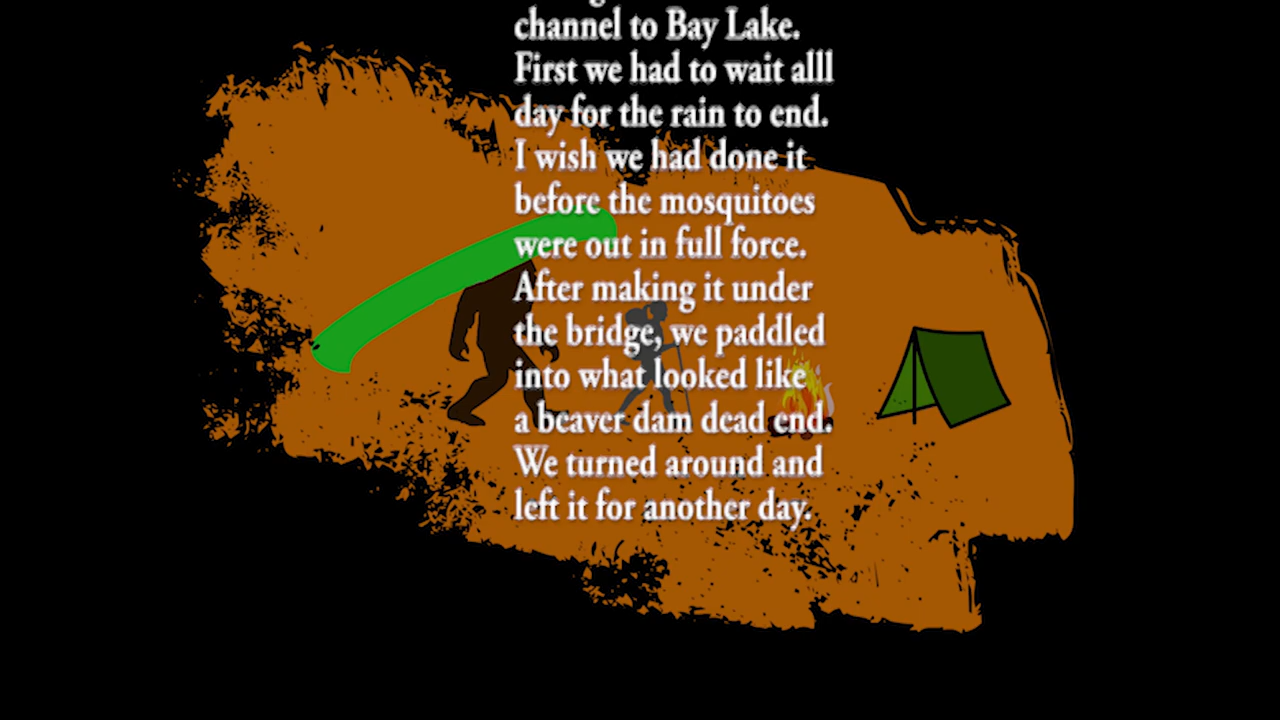 channel to Bay Lake.
First we had to wait alll
day for the rain to end.
I wish we had done it
before the mosquitoes
were out in full force.
After making it under
the bridge, we paddled
into what looked like
a beaver dam dead end.
We turned around and
left it for another day.